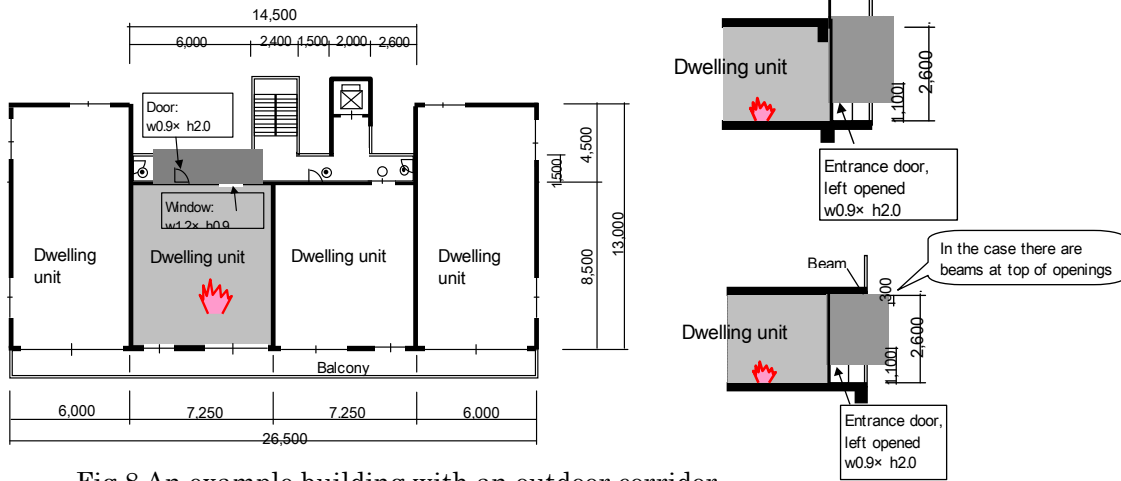 14,500
6,000
2,400
1,500
2,000
2,600
Door:
w0.9× h2.0
Window:
w1.2× h0.9
4,500
1,500
13,000
8,500
Dwelling
unit
Dwelling unit
Dwelling unit
Dwelling
unit
Balcony
6,000
7,250
7,250
6,000
26,500
Dwelling unit
1,100
2,600
Entrance door,
left opened
w0.9× h2.0
In the case there are
beams at top of openings
Beam
300
Dwelling unit
1,100
2,600
Entrance door,
left opened
w0.9× h2.0
Fig.8 An example building with an outdoor corridor